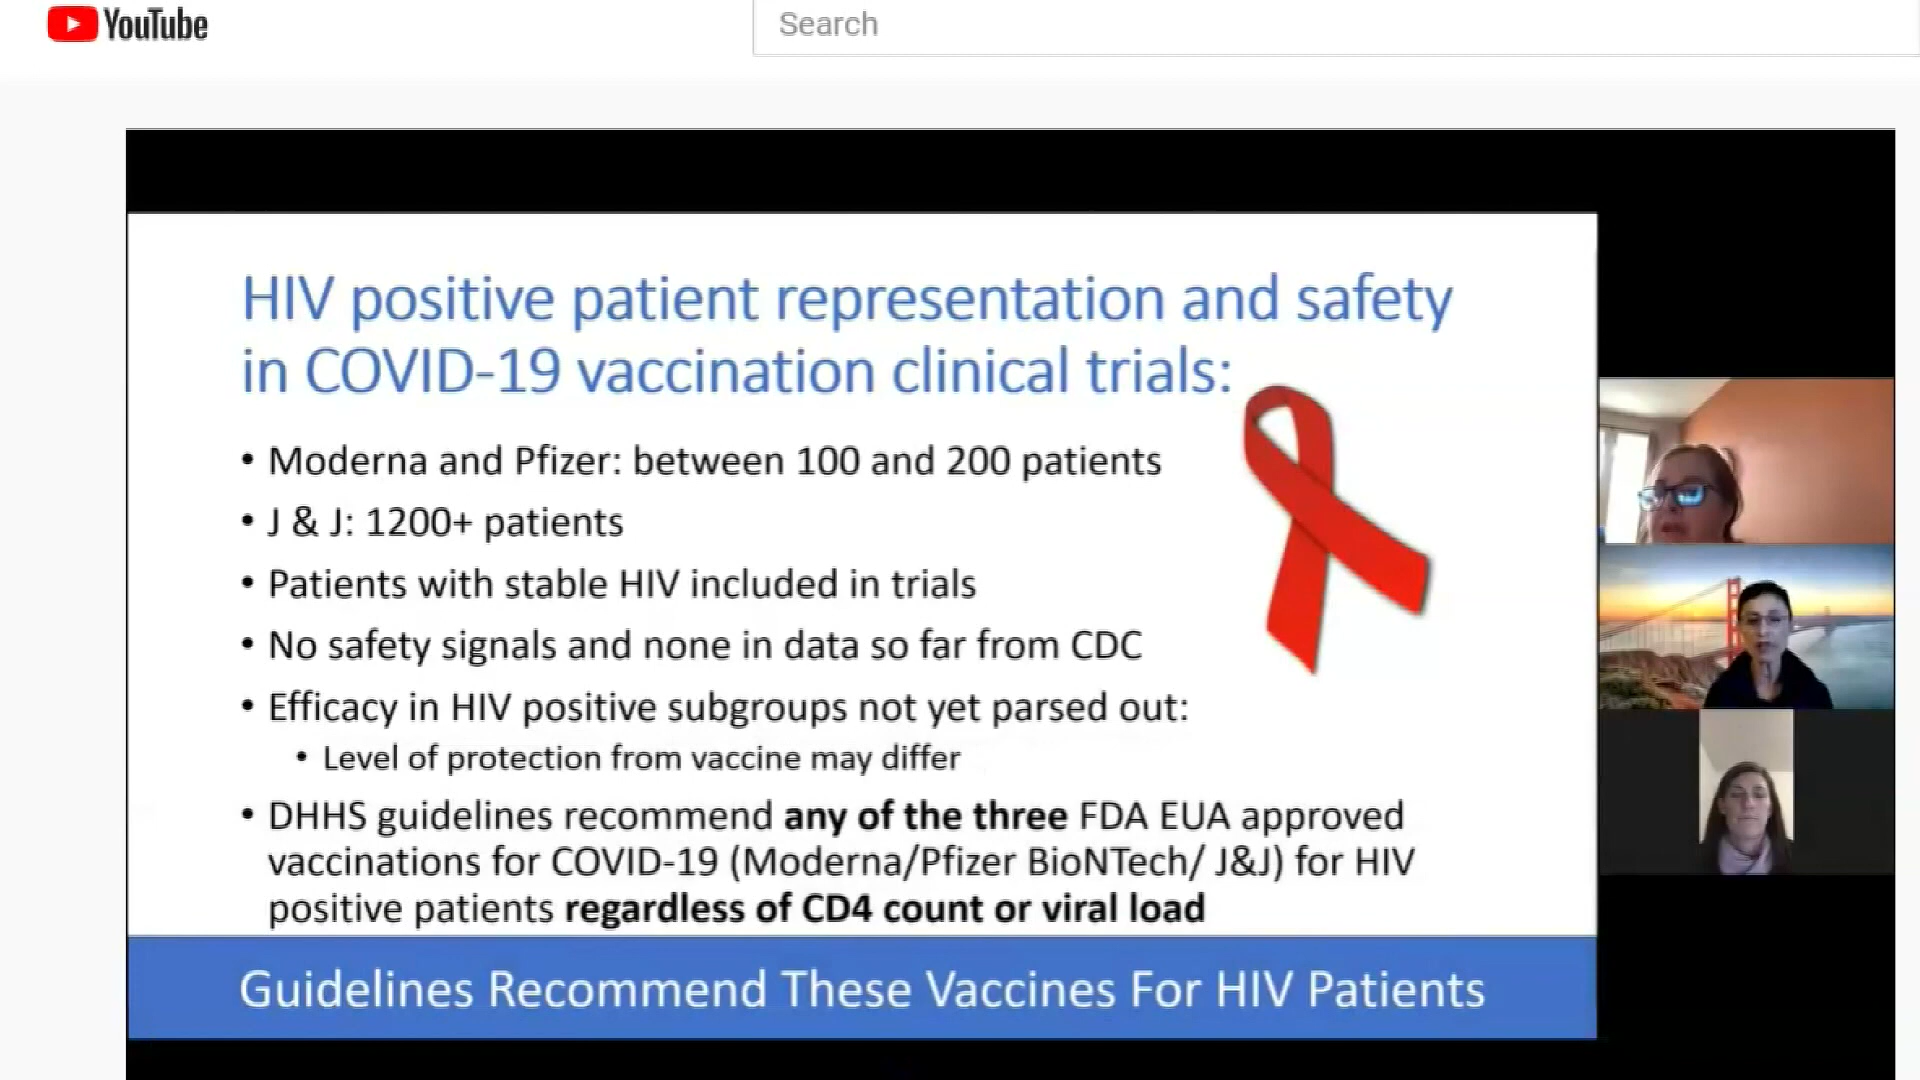 YouTube
Search
HIV positive patient representation and safety
in COVID-19 vaccination clinical trials:
• Moderna and Pfizer: between 100 and 200 patients
• J & J: 1200+ patients
• Patients with stable HIV included in trials
• No safety signals and none in data so far from CDC
• Efficacy in HIV positive subgroups not yet parsed out:
• Level of protection from vaccine may differ
• DHHS guidelines recommend any of the three FDA EUA approved
vaccinations for COVID-19 (Moderna/Pfizer BioNTech/ J&J) for HIV
positive patients regardless of CD4 count or viral load
Guidelines Recommend These Vaccines For HIV Patients